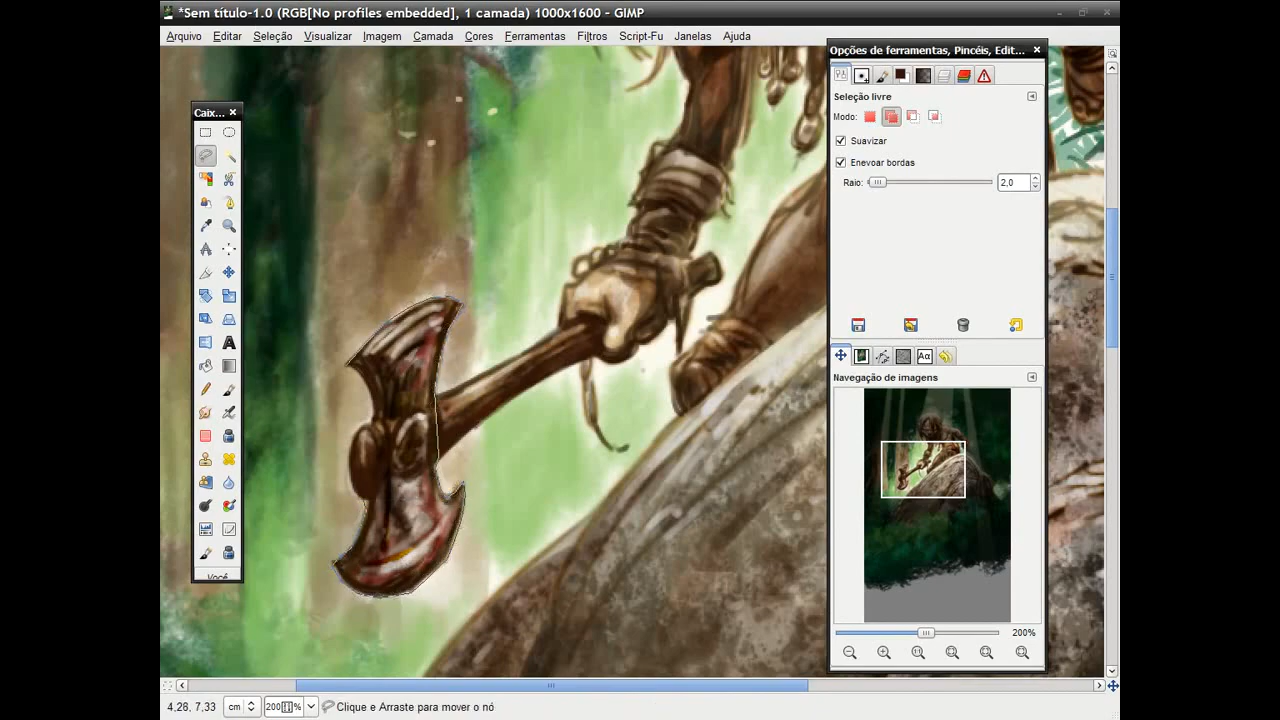 *Sem título-1.0 (RGB[No profiles embedded], 1 camada) 1000x1600 – GIMP
Arquivo Editar Seleção Visualizar Imagem Camada Cores Ferramentas Filtros Script-Fu Janelas Ajuda
Opções de ferramentas, Pincéis, Edit...
Caix...
Seleção livre
Modo:
Suavizar
Enevoar bordas
Raio: 2,0
Navegação de imagens
200%
Você
4,28, 7,33 cm 200 % Clique e Arraste para mover o nó